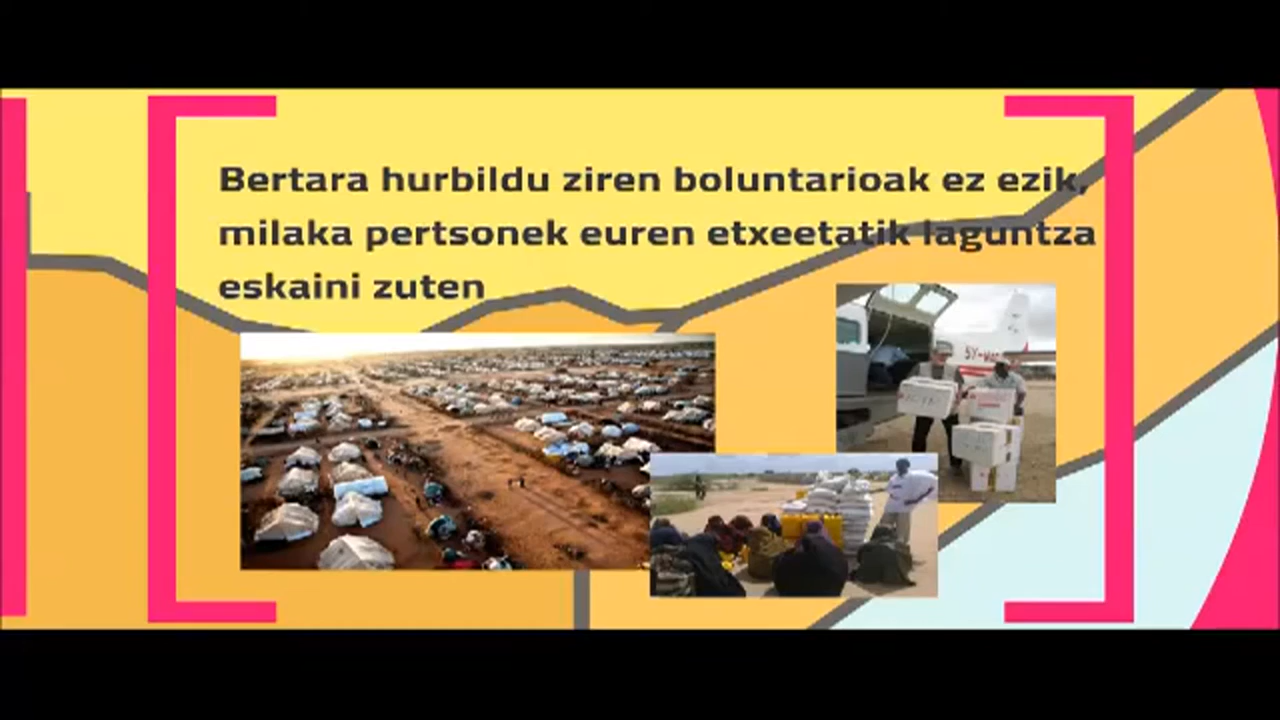 Bertara hurbildu ziren boluntarioak ez ezik,
milaka pertsonek euren etxeetatik laguntza
eskaini zuten